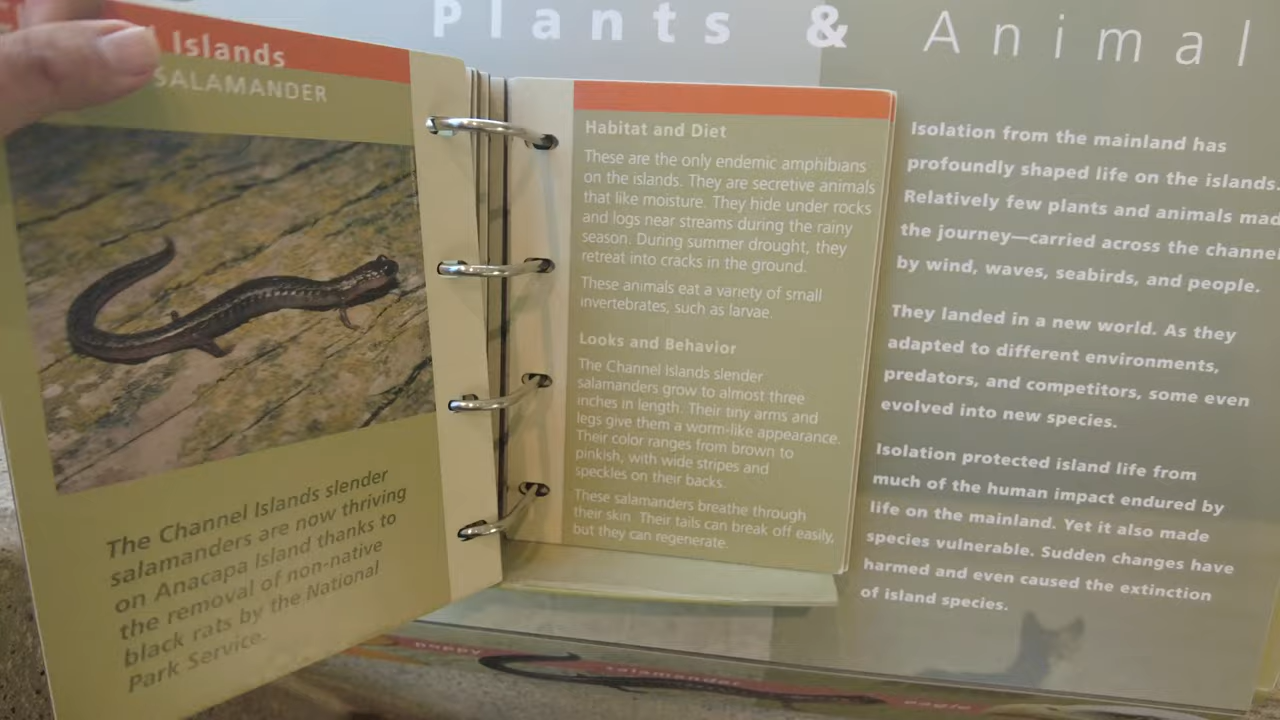 Plants & Animal
Islands
SALAMANDER
The Channel Islands slender
salamanders are now thriving
on Anacapa Island thanks to
the removal of non-native
black rats by the National
Park Service.
Habitat and Diet
These are the only endemic amphibians
on the islands. They are secretive animals
that like moisture. They hide under rocks
and logs near streams during the rainy
season. During summer drought, they
retreat into cracks in the ground.
These animals eat a variety of small
invertebrates, such as larvae.
Looks and Behavior
The Channel Islands slender
salamanders grow to almost three
inches in length. Their tiny arms and
legs give them a worm-like appearance.
Their color ranges from brown to
pinkish, with wide stripes and
speckles on their backs.
These salamanders breathe through
their skin. Their tails can break off easily,
but they can regenerate.
Isolation from the mainland has
profoundly shaped life on the islands.
Relatively few plants and animals mad
the journey—carried across the channel
by wind, waves, seabirds, and people.
They landed in a new world. As they
adapted to different environments,
predators, and competitors, some even
evolved into new species.
Isolation protected island life from
much of the human impact endured by
life on the mainland. Yet it also made
species vulnerable. Sudden changes have
harmed and even caused the extinction
of island species.
poppy
salamander
eagle